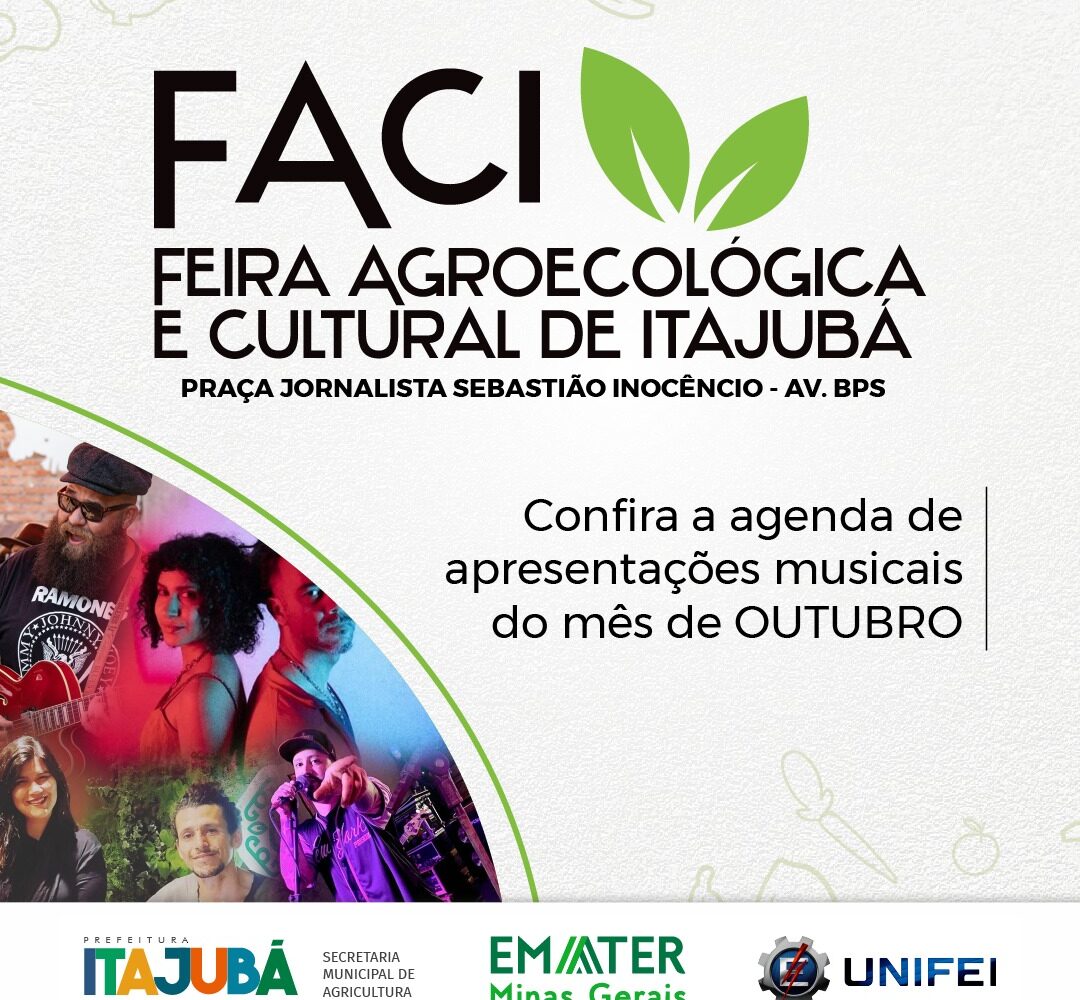 FACI
FEIRA AGROECOLÓGICA
E CULTURAL DE ITAJUBÁ
PRAÇA JORNALISTA SEBASTIÃO INOCÊNCIO - AV. BPS
Confira a agenda de
apresentações musicais
do mês de OUTUBRO
RAMONE
JOHNNY
PREFEITURA
ITAJUBÁ
SECRETARIA
MUNICIPAL DE
AGRICULTURA
EMATER
Minas Gerais
UNIFEI